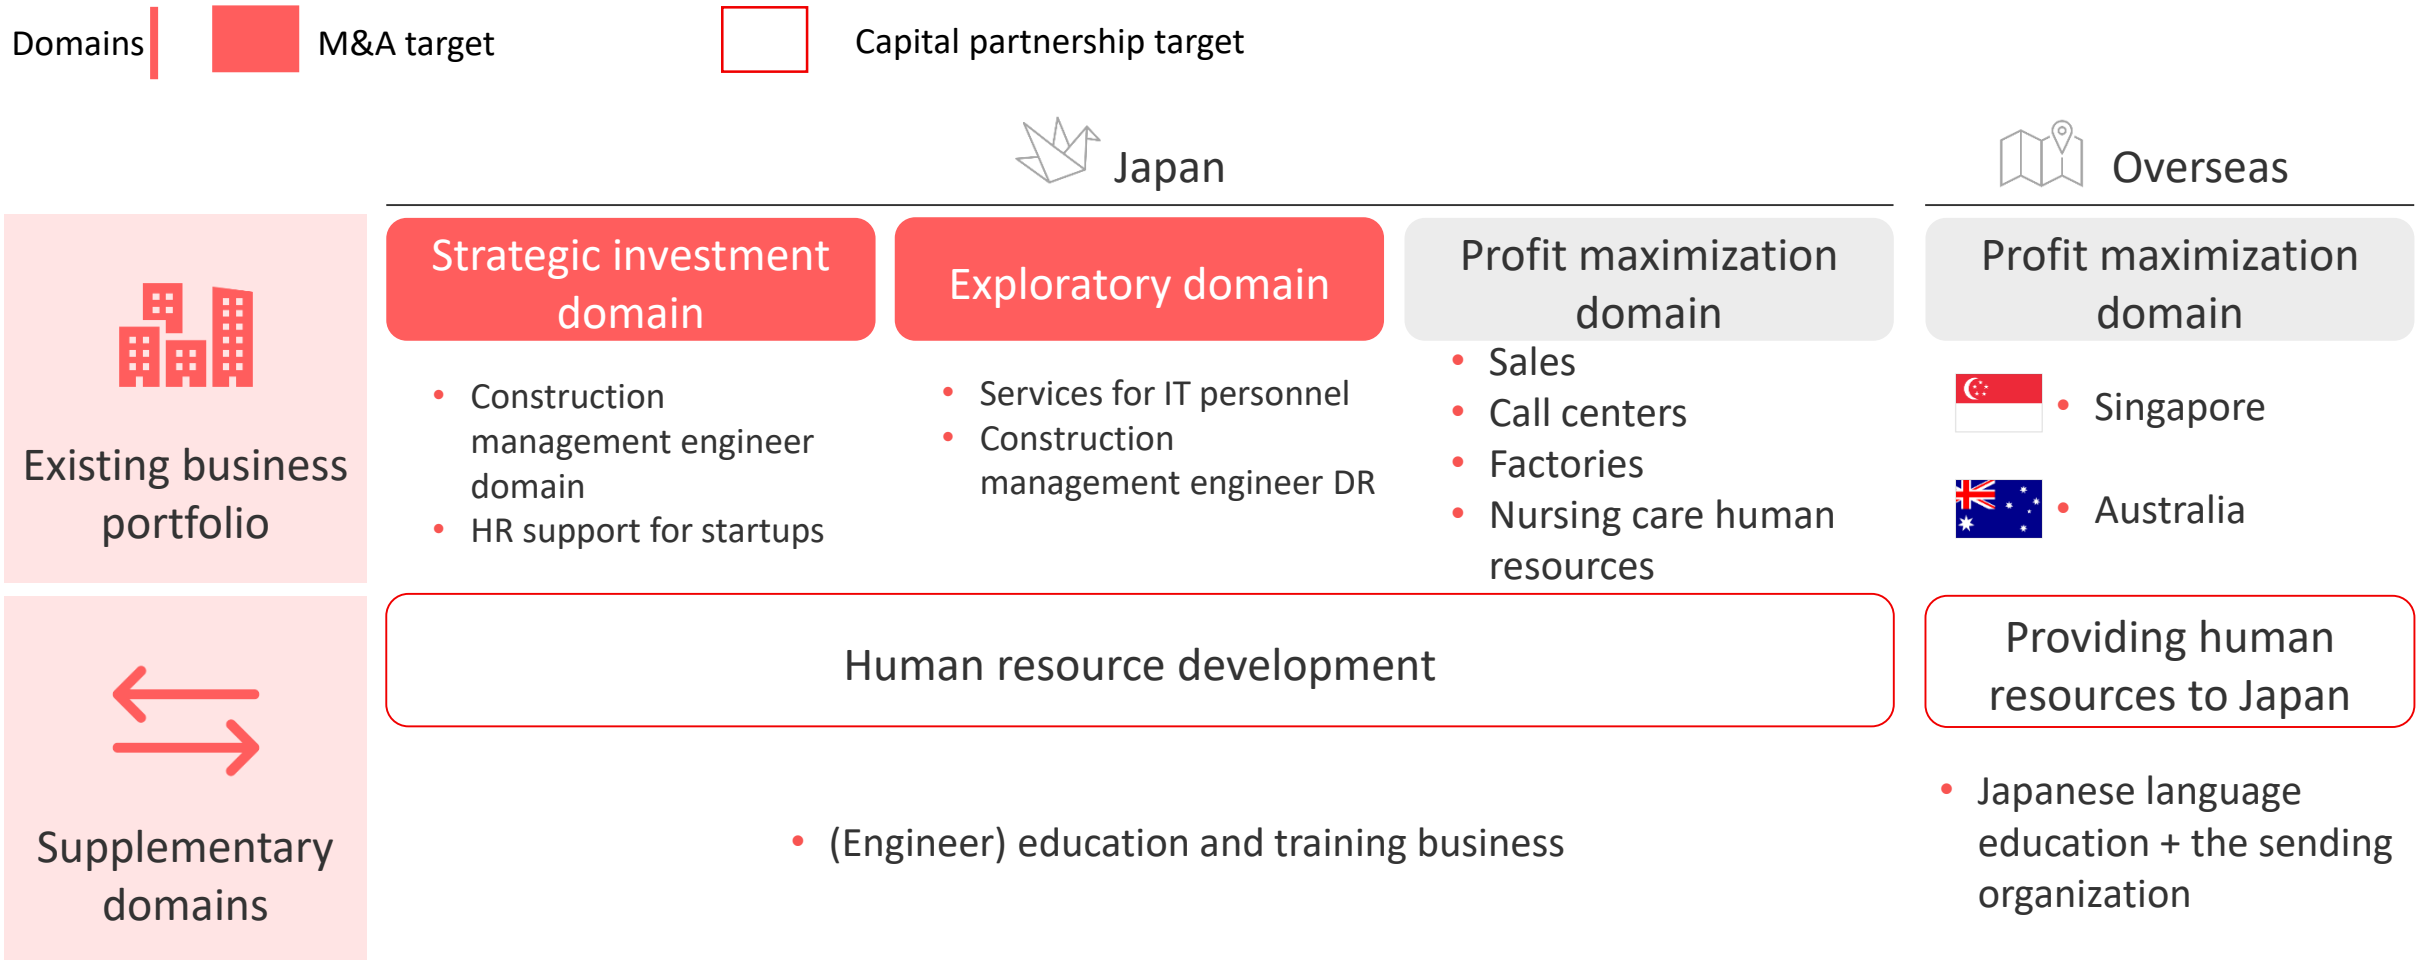 Domains
M&A target
Capital partnership target
Japan
Overseas
Existing business
portfolio
Strategic investment
domain
• Construction
management engineer
domain
• HR support for startups
Exploratory domain
• Services for IT personnel
• Construction
management engineer DR
Profit maximization
domain
• Sales
• Call centers
• Factories
• Nursing care human
resources
Profit maximization
domain
• Singapore
• Australia
Supplementary
domains
Human resource development
• (Engineer) education and training business
Providing human
resources to Japan
• Japanese language
education + the sending
organization